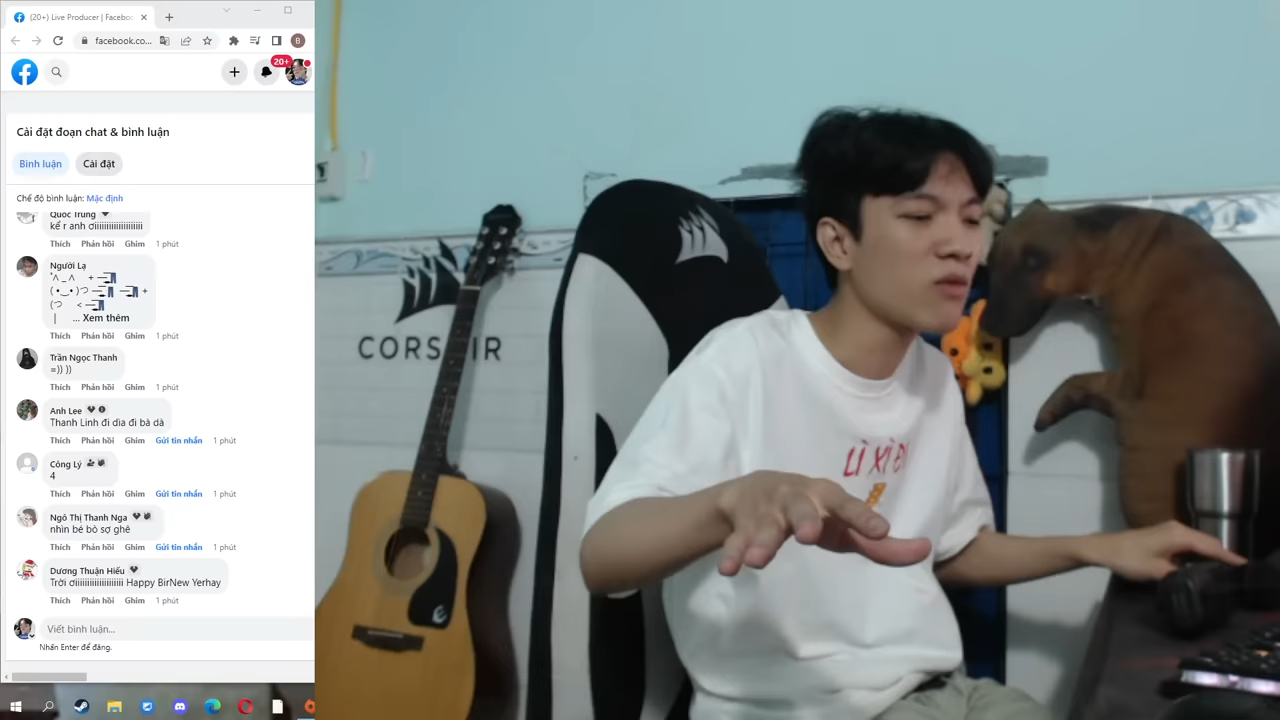 (20+) Live Producer | Facebo
facebook.co...
20+
B
Cài đặt đoạn chat & bình luận
Bình luận
Cài đặt
Chế độ bình luận: Mặc định
Quốc Trung
kể r anh ơiiiiiiiiiiiiiiiiiii
Thích Phản hồi Ghim 1 phút
Người Lạ
... Xem thêm
Thích Phản hồi Ghim 1 phút
Trần Ngọc Thanh
=)) ))
Thích Phản hồi Ghim 1 phút
Anh Lee
Thanh Linh đi dìa đi bà dà
Thích Phản hồi Ghim Gửi tin nhắn 1 phút
Công Lý
4
Thích Phản hồi Ghim Gửi tin nhắn 1 phút
Ngô Thị Thanh Nga
nhìn bé bò sợ ghê
Thích Phản hồi Ghim Gửi tin nhắn 1 phút
Dương Thuận Hiếu
Trời ơiiiiiiiiiiiiiiiiiiiiii Happy BirNew Yerhay
Thích Phản hồi Ghim 1 phút
Viết bình luận...
Nhấn Enter để đăng.
LÌ XÌ Đ